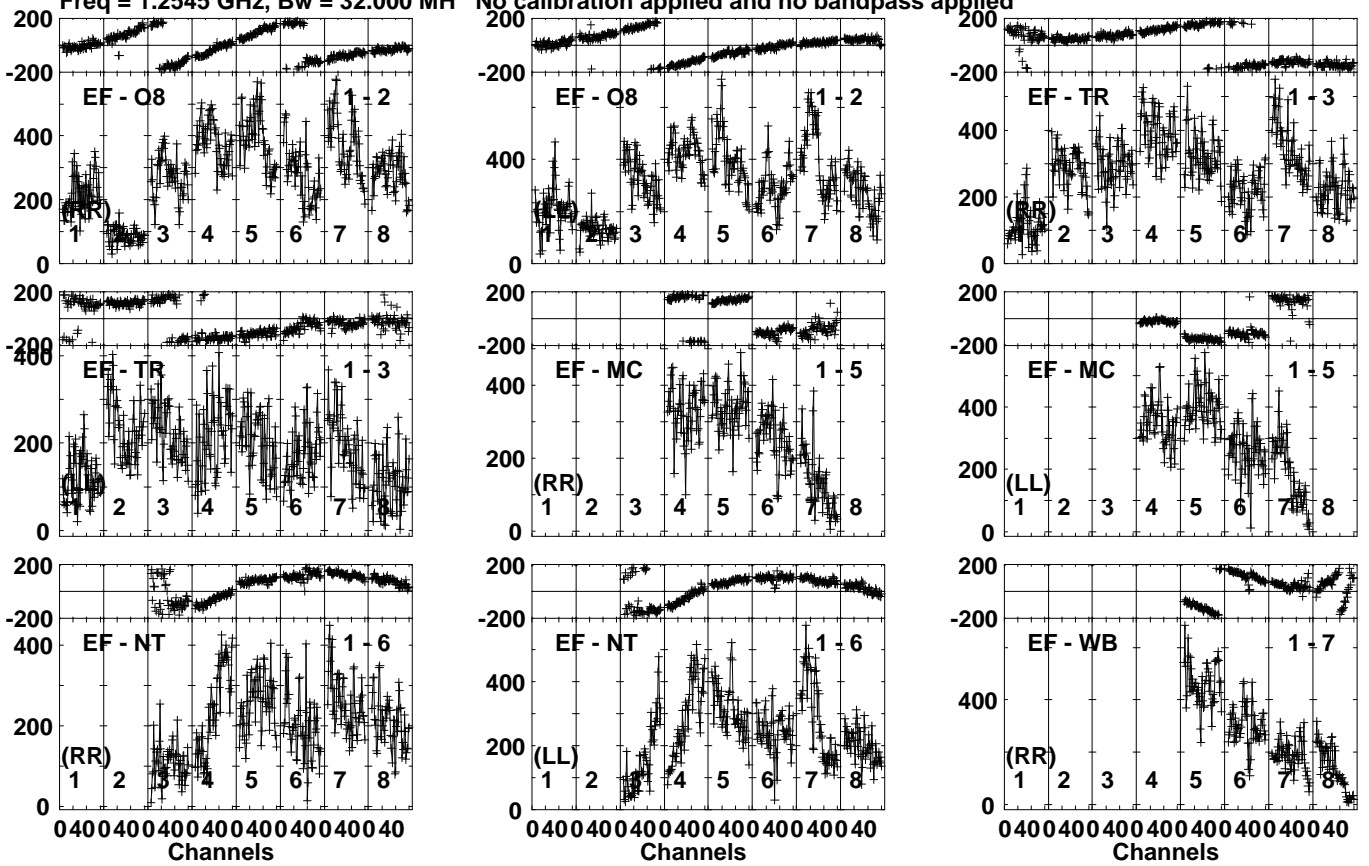 Freq = 1.2545 GHz, Bw = 32.000 MH No calibration applied and no bandpass applied
200 200 200
-200 -200 -200
EF - O8 1 - 2 EF - O8 1 - 2 EF - TR 1 - 3
400 400 400
200 200 200
(RR) (LL) (RR)
1 2 3 4 5 6 7 8 1 2 3 4 5 6 7 8 1 2 3 4 5 6 7 8
0 0 0
200 200 200
-200 -200 -200
400
EF - TR 1 - 3 EF - MC 1 - 5 EF - MC 1 - 5
400 400
200 200 200
(LL) (RR) (LL)
1 2 3 4 5 6 7 8 1 2 3 4 5 6 7 8 1 2 3 4 5 6 7 8
0 0 0
200 200 200
-200 -200 -200
EF - NT 1 - 6 EF - NT 1 - 6 EF - WB 1 - 7
400 400 400
200 200 200
(RR) (LL) (RR)
1 2 3 4 5 6 7 8 1 2 3 4 5 6 7 8 1 2 3 4 5 6 7 8
0 0 0
0 40 0 40 0 40 0 40 0 40 0 40 0 40 0 40 0 40 0 40 0 40 0 40 0 40 0 40 0 40 0 40 0 40 0 40 0 40 0 40 0 40 0 40 0 40 0 40
Channels Channels Channels